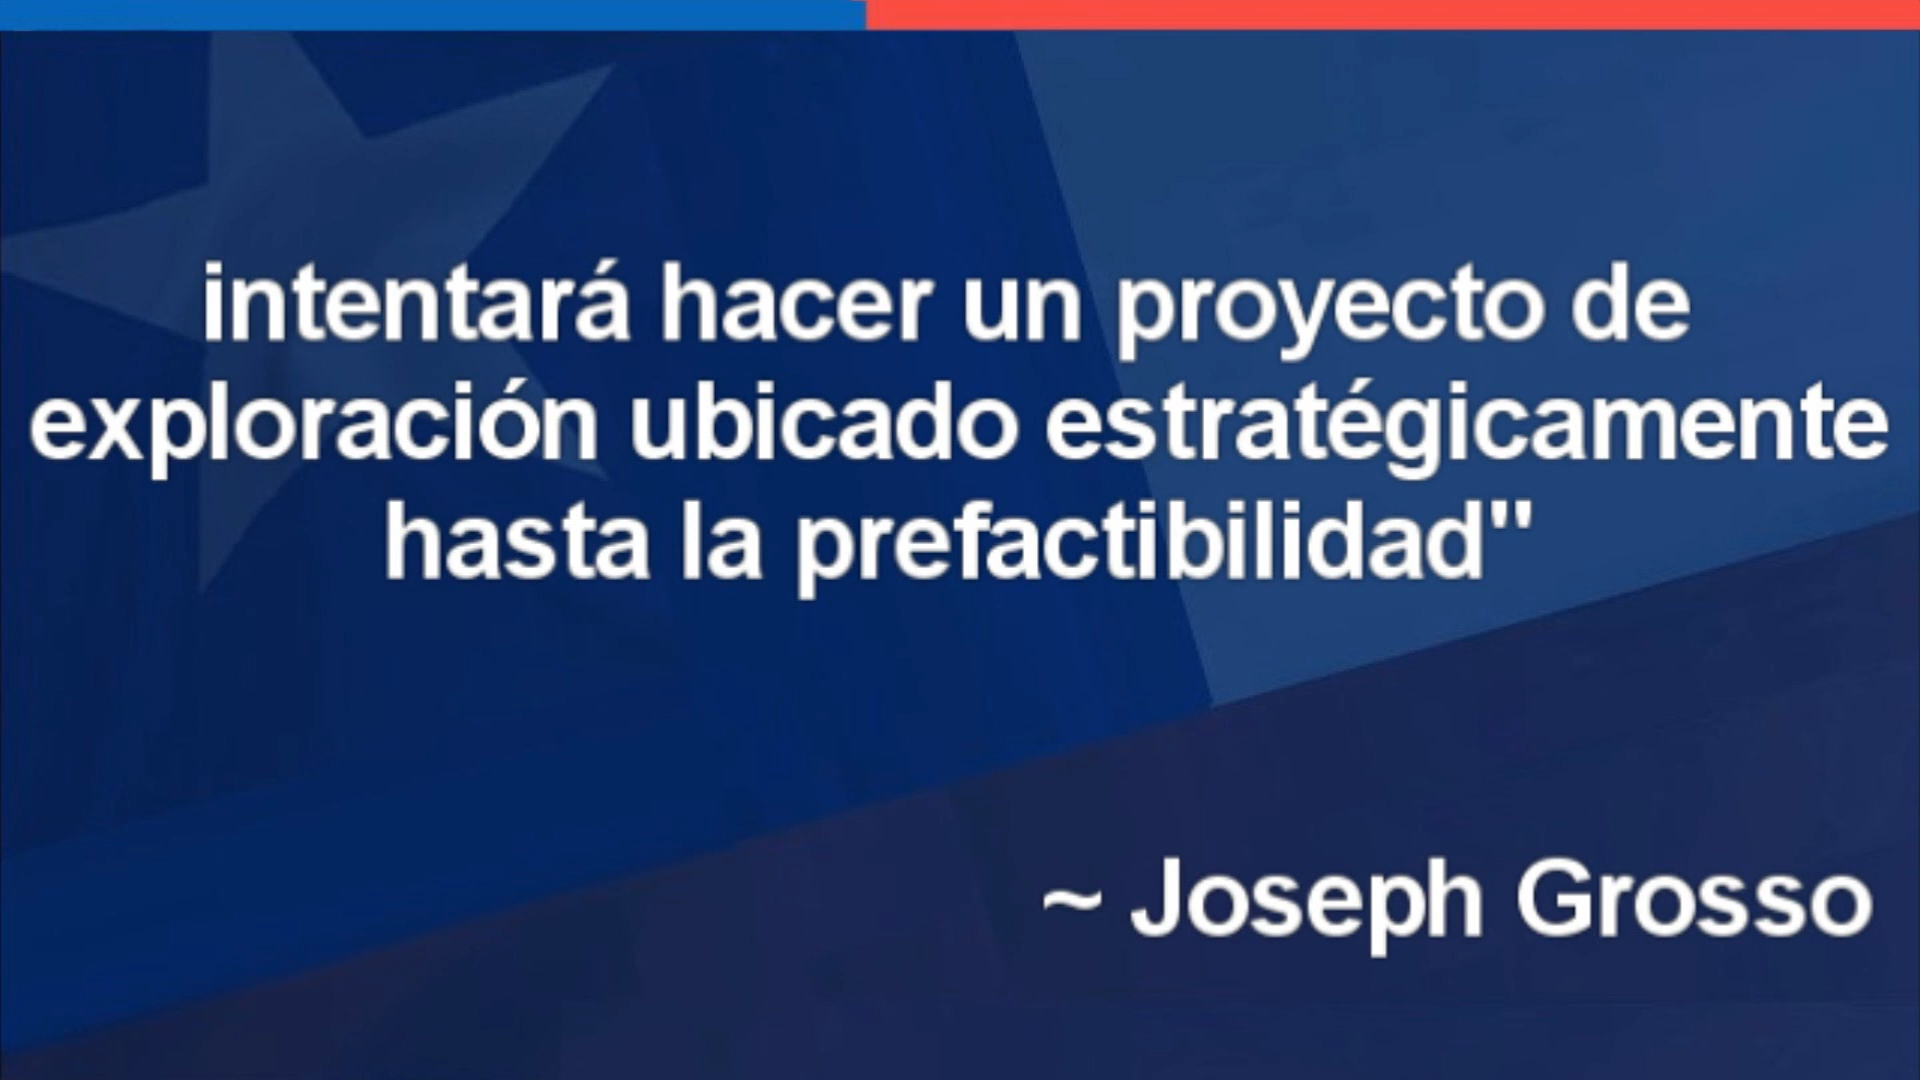 intentará hacer un proyecto de
exploración ubicado estratégicamente
hasta la prefactibilidad"
~ Joseph Grosso